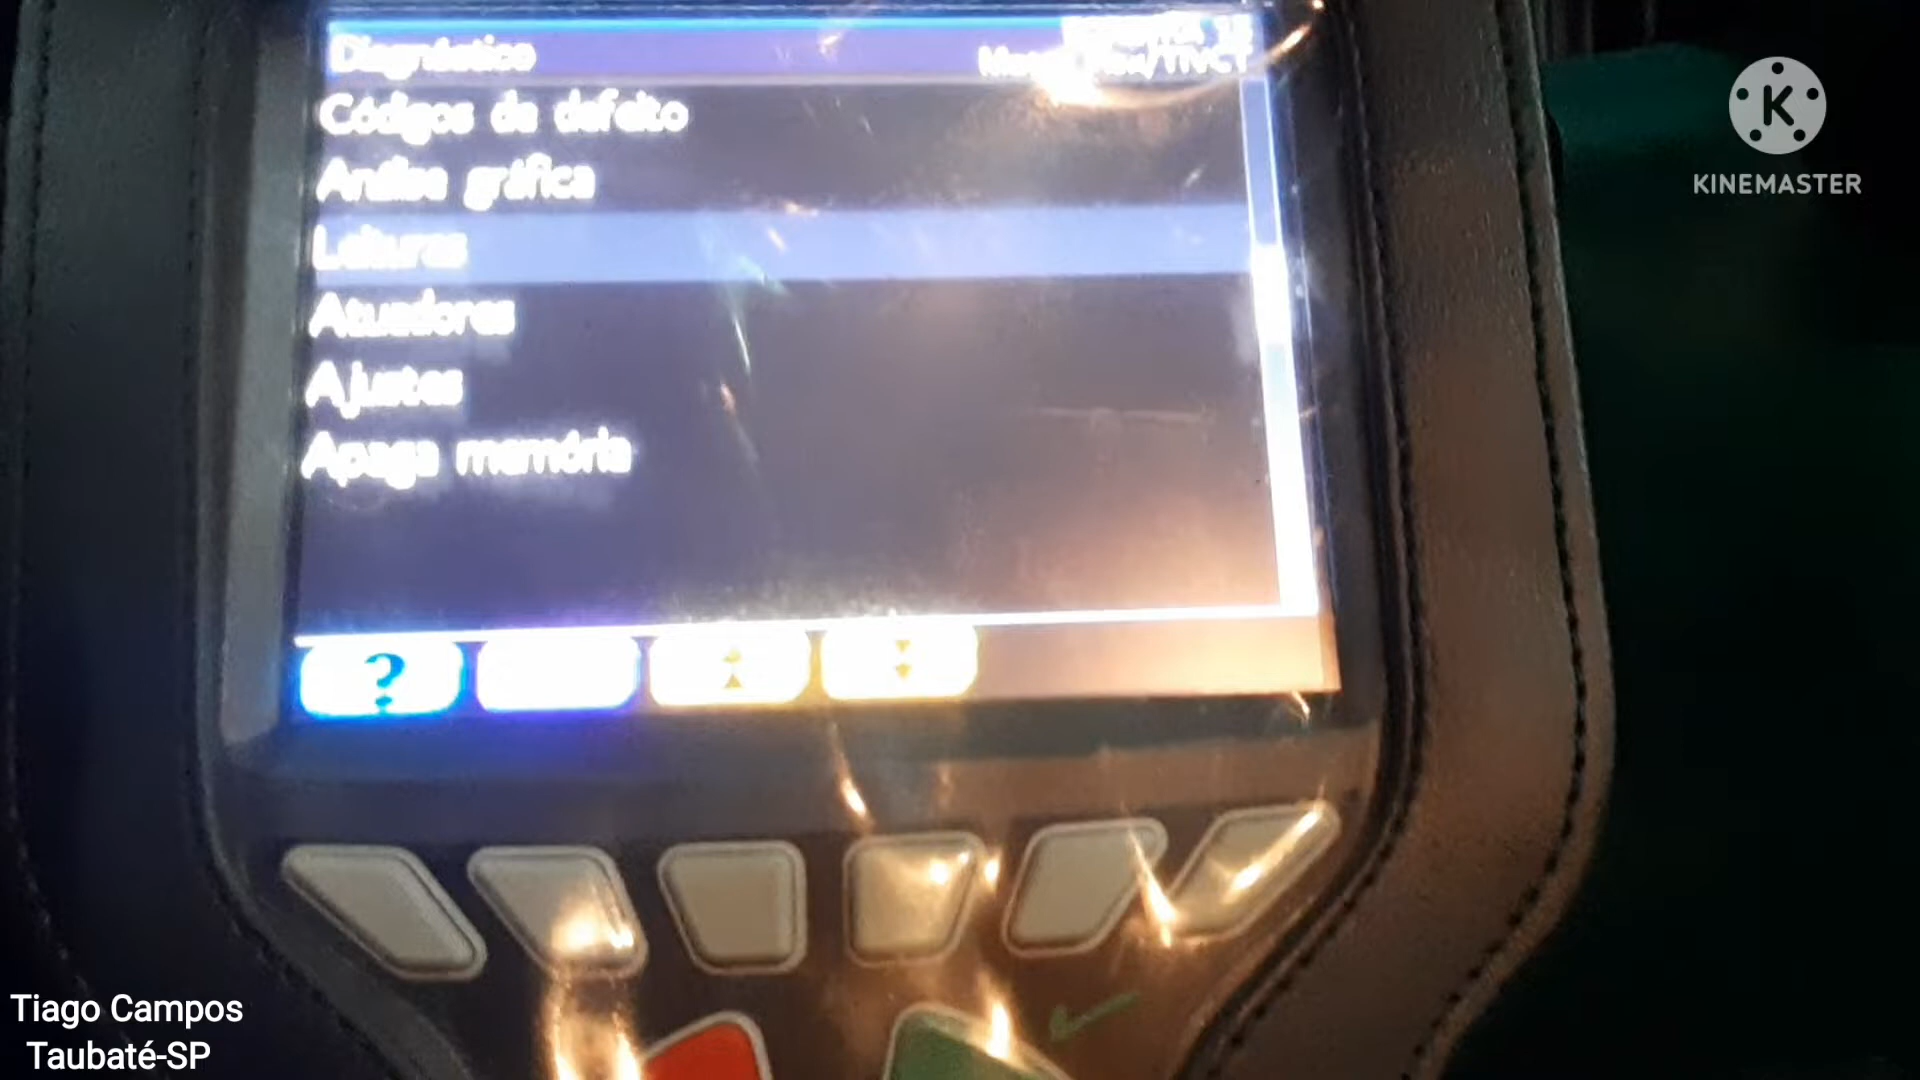 Diagnóstico
Códigos de defeito
Análise gráfica
Leituras
Atuadores
Ajustes
Apaga memória
?
KINEMASTER
Tiago Campos
Taubaté-SP